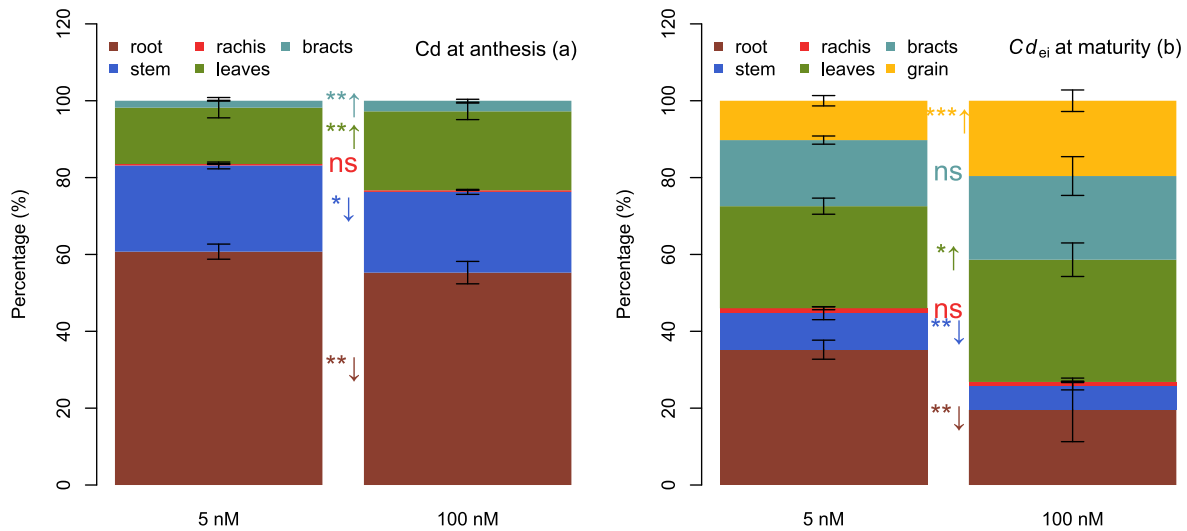 120
100
80
60
40
20
0
Percentage (%)
root rachis bracts
stem leaves
Cd at anthesis (a)
**↑
**↑
ns
*↓
**↓
5 nM 100 nM
120
100
80
60
40
20
0
Percentage (%)
root rachis bracts
stem leaves grain
Cd ei at maturity (b)
***↑
ns
*↑
ns
**↓
**↓
5 nM 100 nM